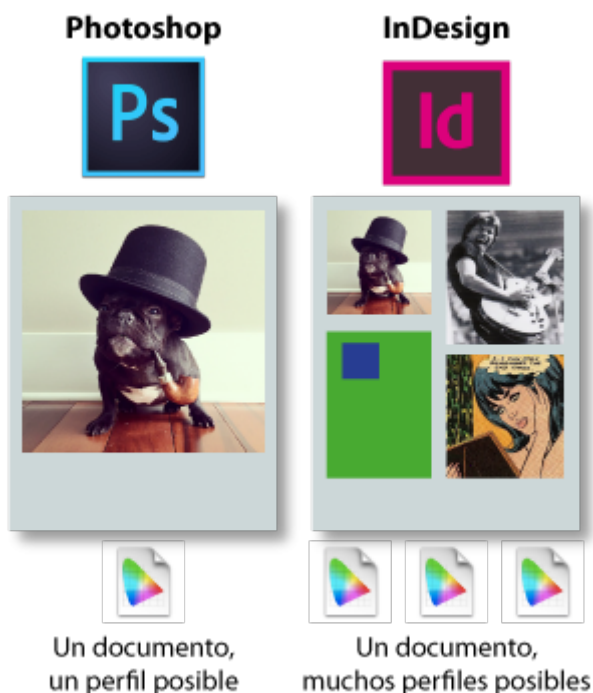 Photoshop
InDesign
Ps
Id
Un documento,
un perfil posible
Un documento,
muchos perfiles posibles